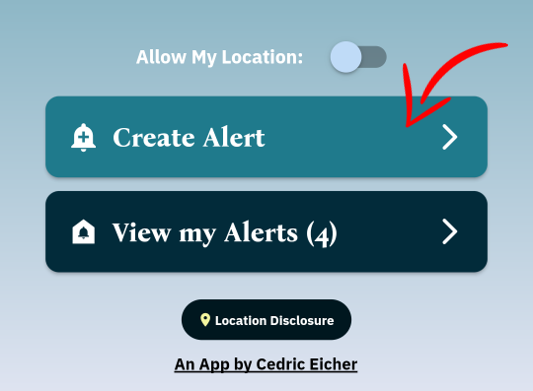 Allow My Location:
Create Alert
View my Alerts (4)
Location Disclosure
An App by Cedric Eicher